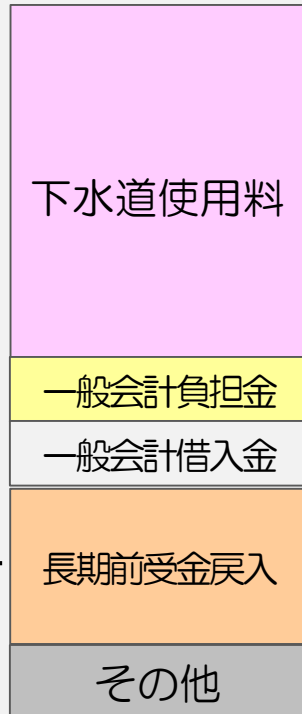 下水道使用料
一般会計負担金
一般会計借入金
長期前受金戻入
その他